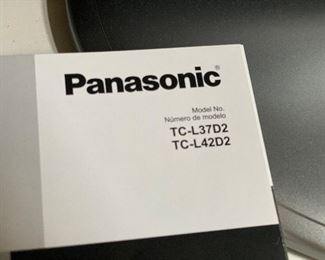 Panasonic®
Model No.
Número de modelo
TC-L37D2
TC-L42D2